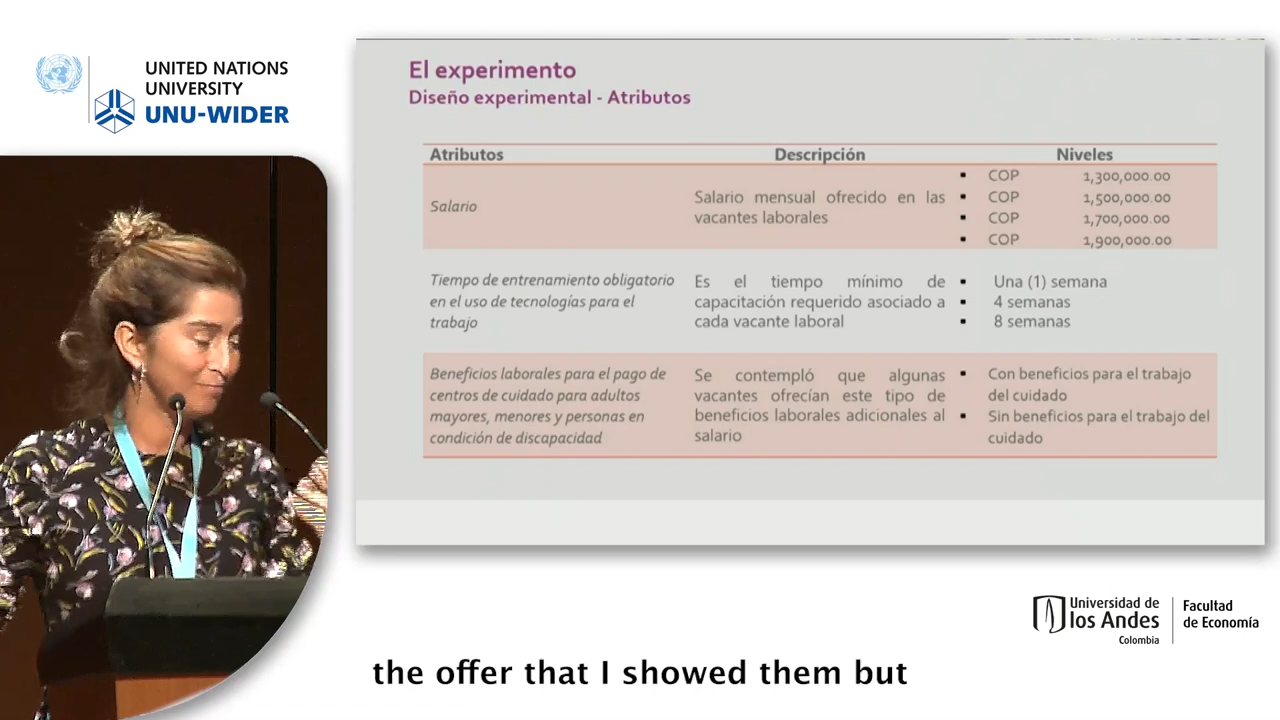 UNITED NATIONS
UNIVERSITY
UNU-WIDER
El experimento
Diseño experimental - Atributos
Atributos Descripción Niveles
Salario
Salario mensual ofrecido en las
vacantes laborales
▪ COP 1,300,000.00
▪ COP 1,500,000.00
▪ COP 1,700,000.00
▪ COP 1,900,000.00
Tiempo de entrenamiento obligatorio
en el uso de tecnologías para el
trabajo
Es el tiempo mínimo de
capacitación requerido asociado a
cada vacante laboral
▪ Una (1) semana
▪ 4 semanas
▪ 8 semanas
Beneficios laborales para el pago de
centros de cuidado para adultos
mayores, menores y personas en
condición de discapacidad
Se contempló que algunas
vacantes ofrecían este tipo de
beneficios laborales adicionales al
salario
▪ Con beneficios para el trabajo
del cuidado
▪ Sin beneficios para el trabajo del
cuidado
Universidad de
los Andes
Colombia
Facultad
de Economía
the offer that I showed them but